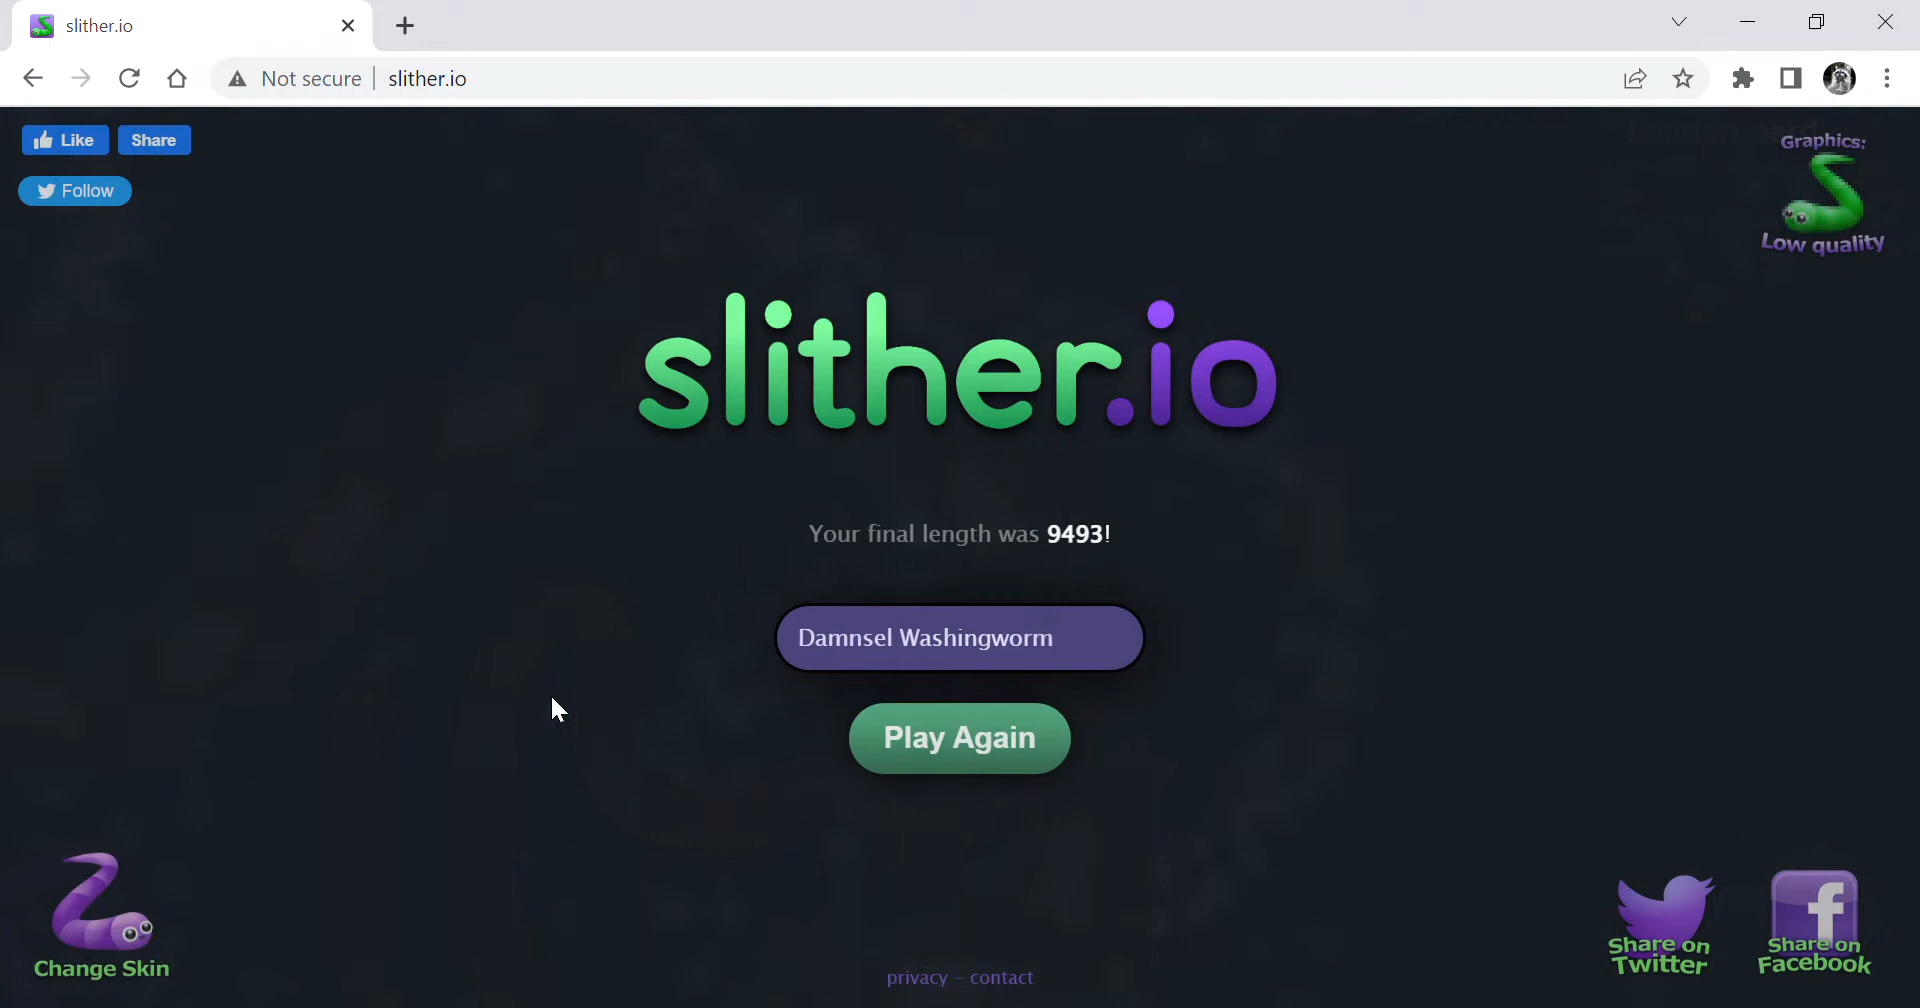 slither.io
Not secure
slither.io
Like
Share
Follow
Graphics:
Low quality
slither.io
Your final length was 9493!
Damnsel Washingworm
Play Again
Change Skin
Share on
Twitter
Share on
Facebook
privacy - contact